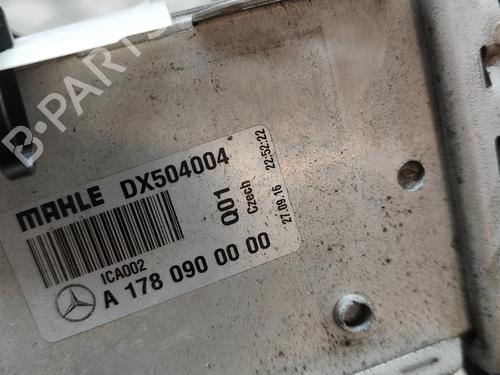 MAHLE DX504004
Q01
Czech
27.09.16 22:52:22
ICA002
A 178 090 00 00
B-PARTS